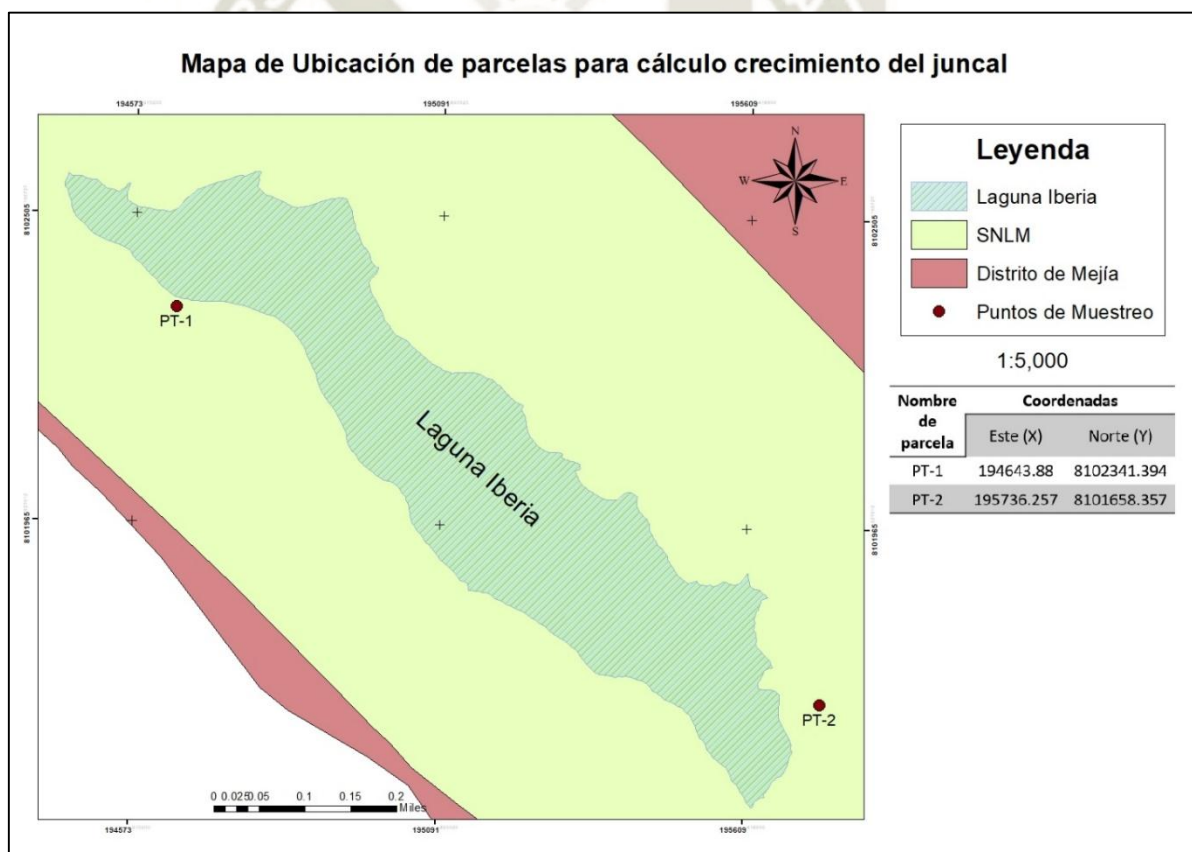 Mapa de Ubicación de parcelas para cálculo crecimiento del juncal
194573
195091
195609
8102505
8102505
8101965
8101965
N
W E
S
PT-1
Laguna Iberia
PT-2
0 0.025 0.05 0.1 0.15 0.2
Miles
194573
195091
195609
Leyenda
Laguna Iberia
SNLM
Distrito de Mejía
Puntos de Muestreo
1:5,000
Nombre de parcela Coordenadas
Este (X) Norte (Y)
PT-1 194643.88 8102341.394
PT-2 195736.257 8101658.357